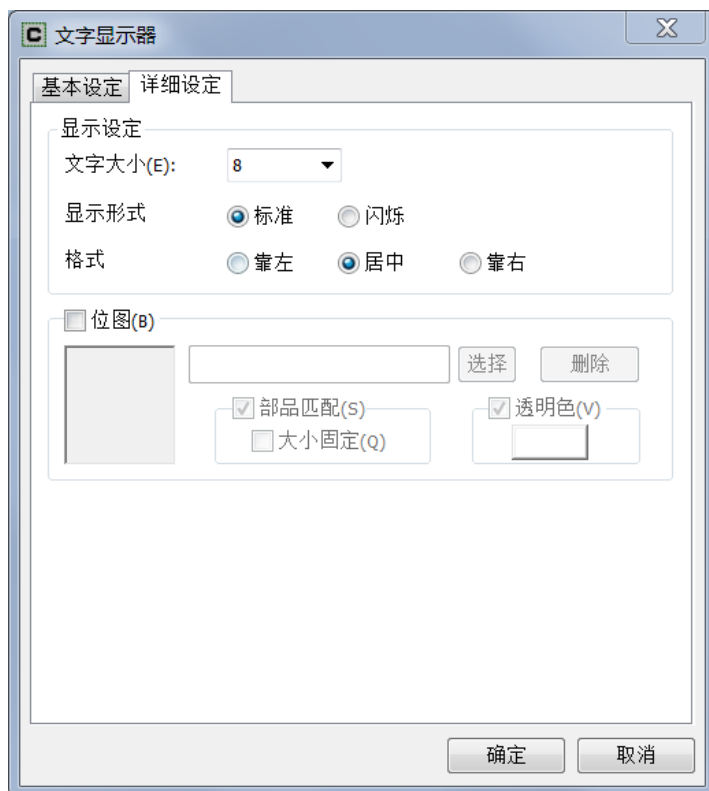 C 文字显示器
基本设定 详细设定
显示设定
文字大小(E): 8
显示形式 标准 闪烁
格式 靠左 居中 靠右
位图(B)
选择 删除
部品匹配(S) 透明色(V)
大小固定(Q)
确定 取消